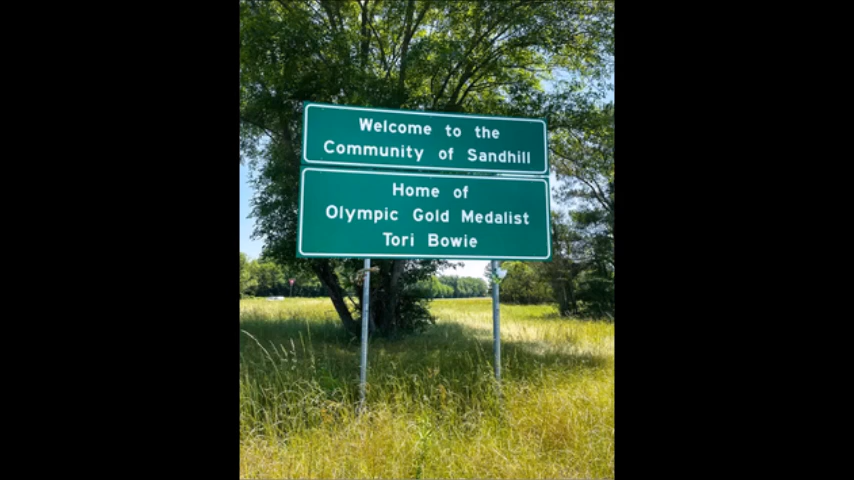 Welcome to the
Community of Sandhill
Home of
Olympic Gold Medalist
Tori Bowie